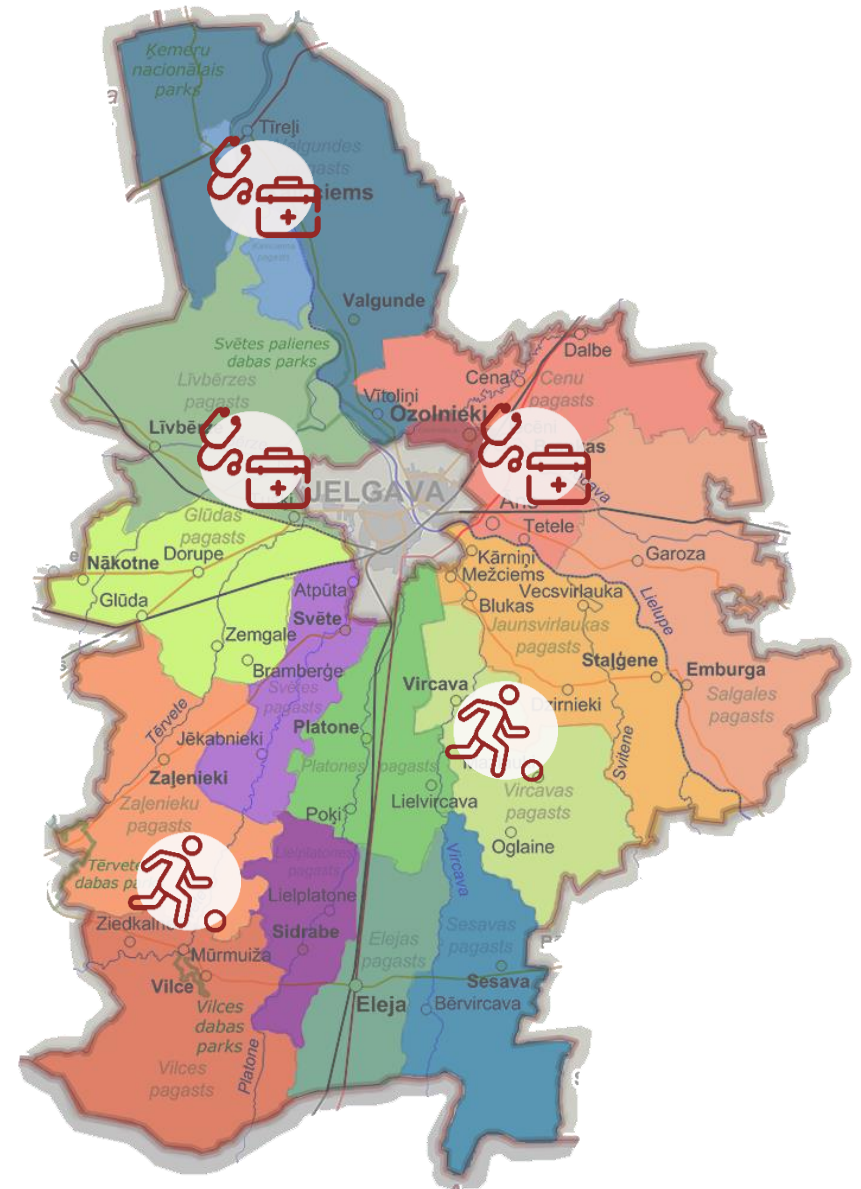 Ķemeru
nacionālais
parks
Tīreļi
Valgunde
Svētes palienes
dabas parks
Līvbērzes
pagasts
Vītoliņi
Ozolnieki
Cena
Dalbe
Cenu
pagasts
JELGAVA
Glūdas
pagasts
Nākotne
Dorupe
Glūda
Zemgale
Bramberģe
Atpūta
Svēte
Svētes
pagasts
Tetele
Garoza
Kārniņi
Mežciems
Blukas
Vecsvirlauka
Jaunsvirlaukas
pagasts
Lielupe
Staļģene
Emburga
Salgales
pagasts
Dzirnieki
Svitene
Vircava
Platone
Platones pagasts
Tērvete
Jēkabnieki
Zaļenieki
Zaļenieku
pagasts
Poķi
Lielvircava
Vircavas
pagasts
Oglaine
Vircava
Lielplatones
pagasts
Lielplatone
Sidrabe
Elejas
pagasts
Sesavas
pagasts
Sesava
Eleja
Bērvircava
Mūrmuiža
Vilce
Vilces
dabas
parks
Vilces
pagasts
Platone